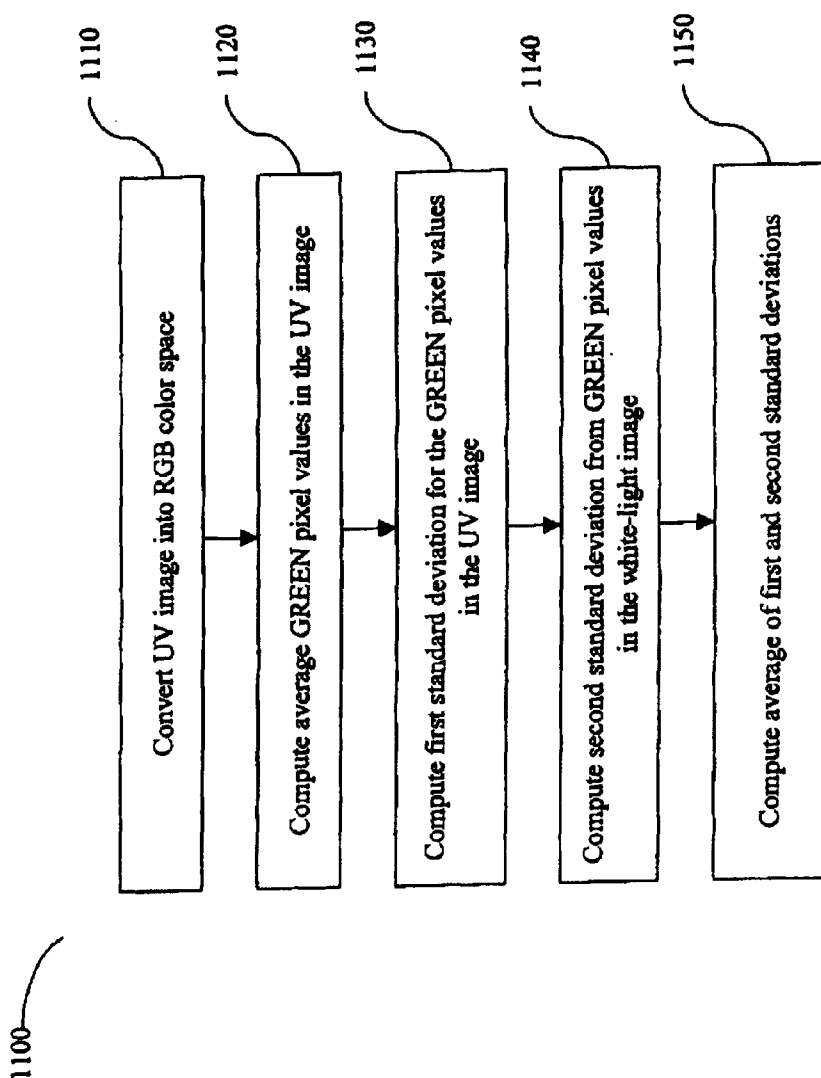 1100
Convert UV image into RGB color space
1110
Compute average GREEN pixel values in the UV image
1120
Compute first standard deviation for the GREEN pixel values
in the UV image
1130
Compute second standard deviation from GREEN pixel values
in the white-light image
1140
Compute average of first and second standard deviations
1150